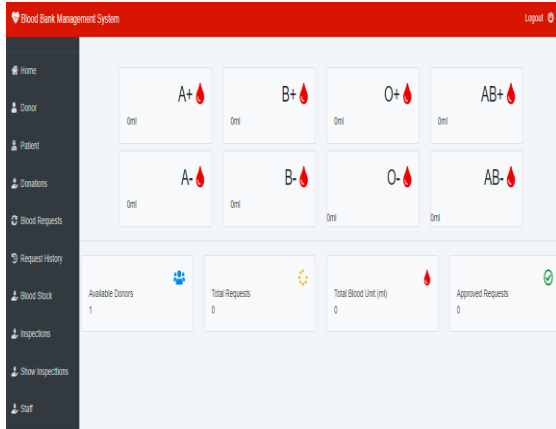 Blood Bank Management System
Logout
Home
Donor
Patient
Donations
Blood Requests
Request History
Blood Stock
Inspections
Show Inspecttions
Staff
A+
0ml
B+
0ml
O+
0ml
AB+
0ml
A-
0ml
B-
0ml
O-
0ml
AB-
0ml
Available Donors
1
Total Requests
0
Total Blood Unit (ml)
0
Approved Requests
0